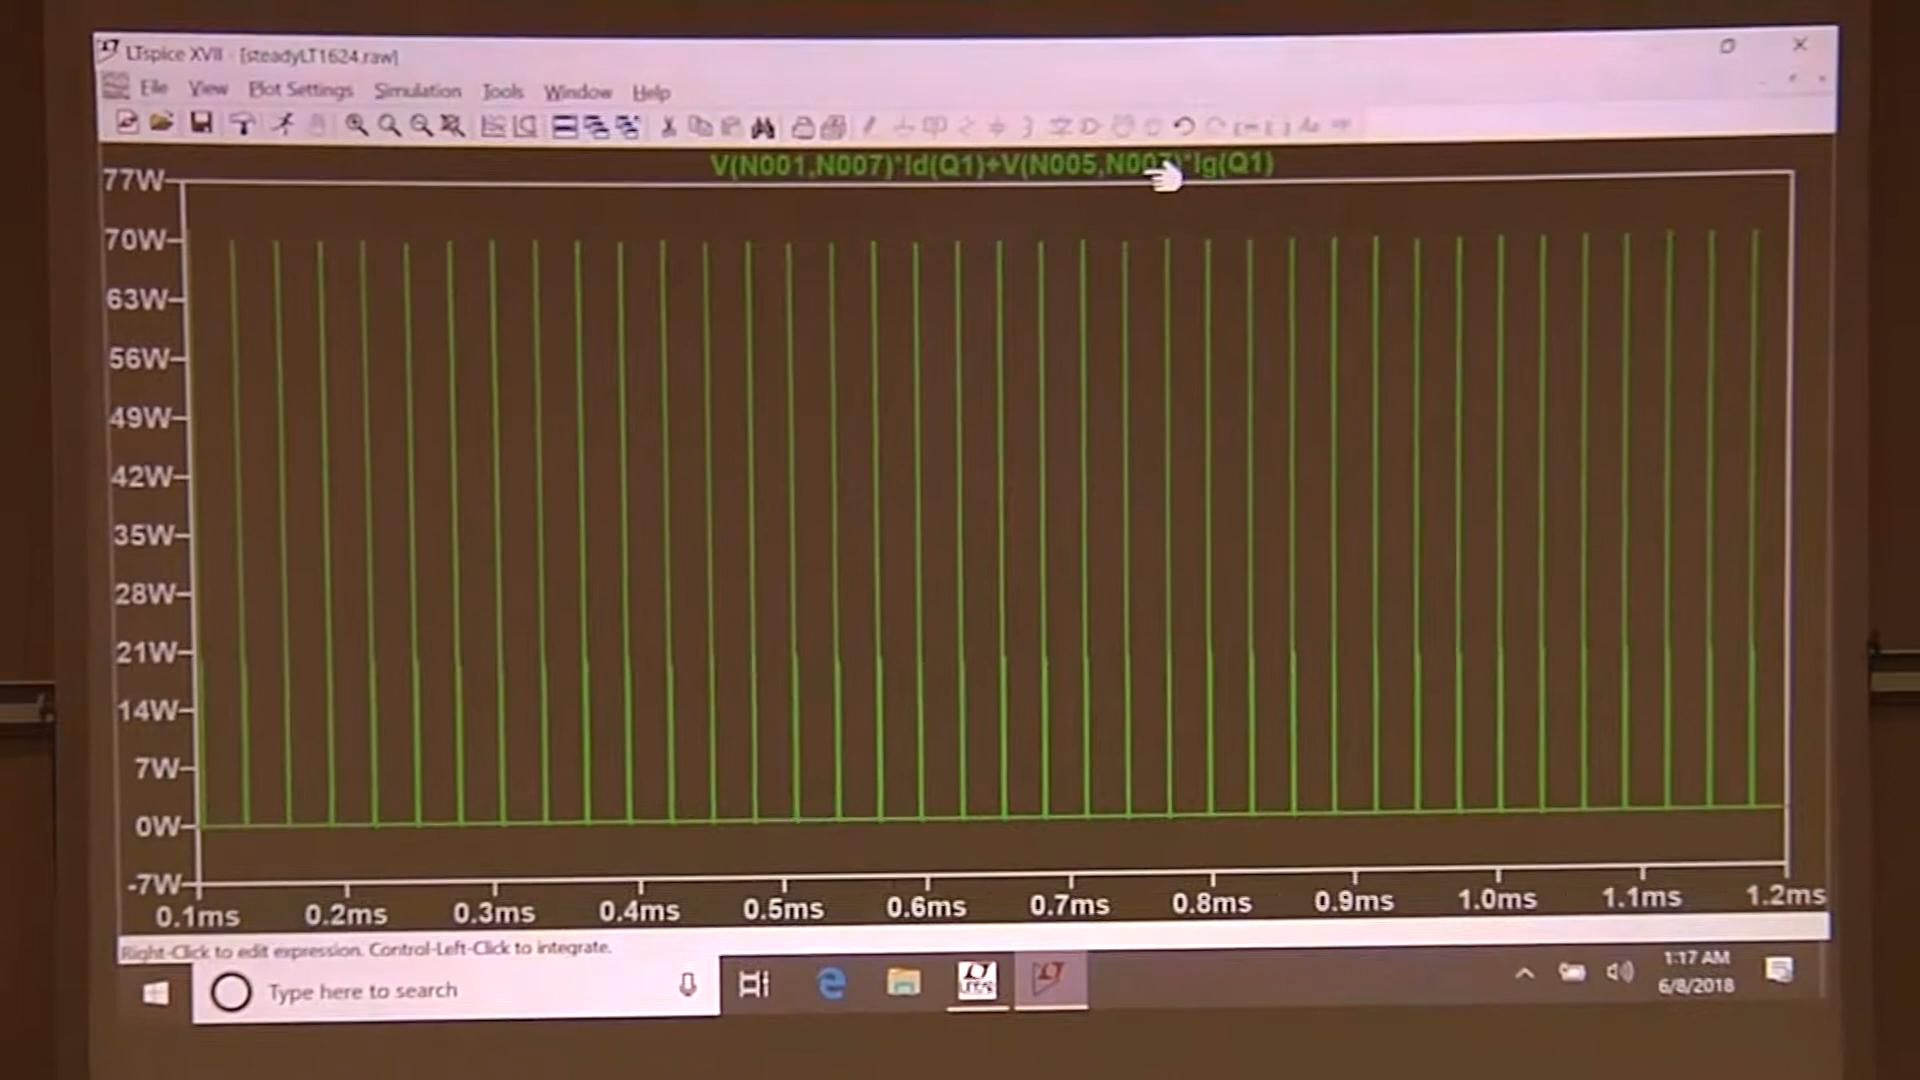 LTspice XVII - [steadyLT1624.raw]
File View Plot Settings Simulation Tools Window Help
V(N001,N007)*Id(Q1)+V(N005,N007)*Ig(Q1)
77W
70W
63W
56W
49W
42W
35W
28W
21W
14W
7W
0W
-7W
0.1ms 0.2ms 0.3ms 0.4ms 0.5ms 0.6ms 0.7ms 0.8ms 0.9ms 1.0ms 1.1ms 1.2ms
Right-Click to edit expression. Control-Left-Click to integrate.
Type here to search
1:17 AM
6/8/2018